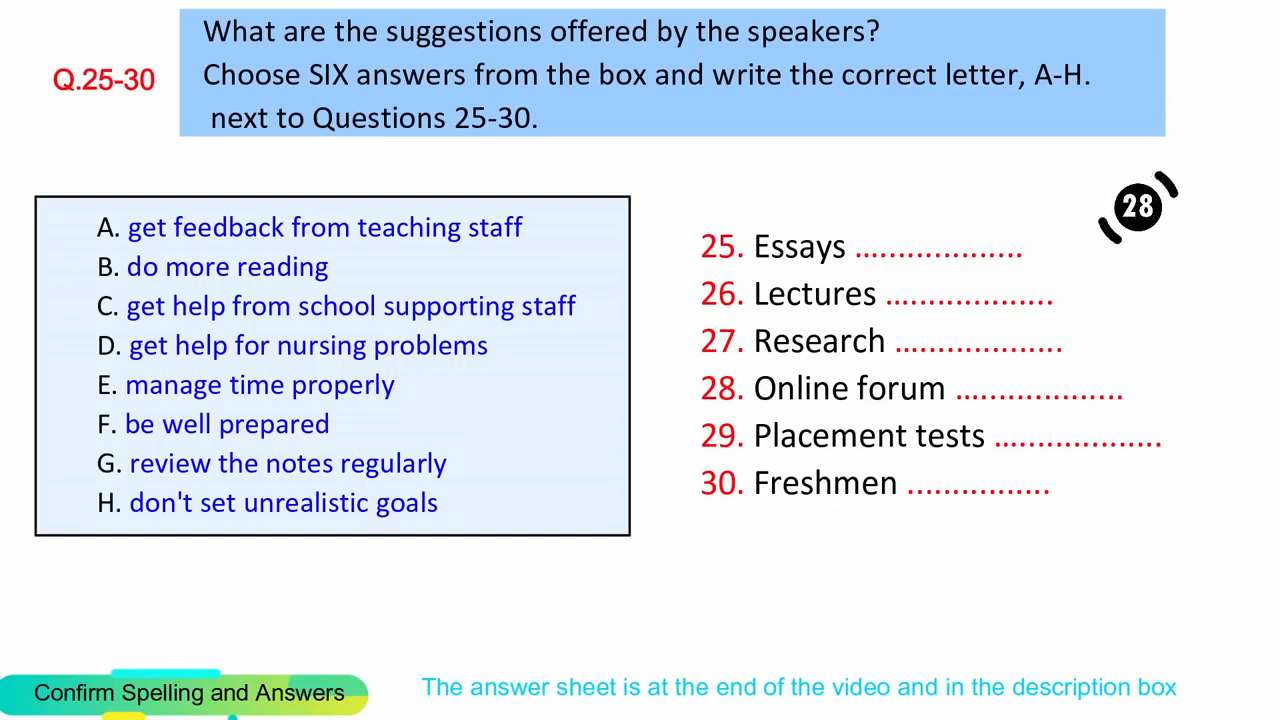 What are the suggestions offered by the speakers?
Q.25-30
Choose SIX answers from the box and write the correct letter, A-H.
next to Questions 25-30.
A. get feedback from teaching staff
B. do more reading
C. get help from school supporting staff
D. get help for nursing problems
E. manage time properly
F. be well prepared
G. review the notes regularly
H. don't set unrealistic goals
28
25. Essays ...................
26. Lectures ...................
27. Research ...................
28. Online forum ...................
29. Placement tests ...................
30. Freshmen ................
Confirm Spelling and Answers
The answer sheet is at the end of the video and in the description box